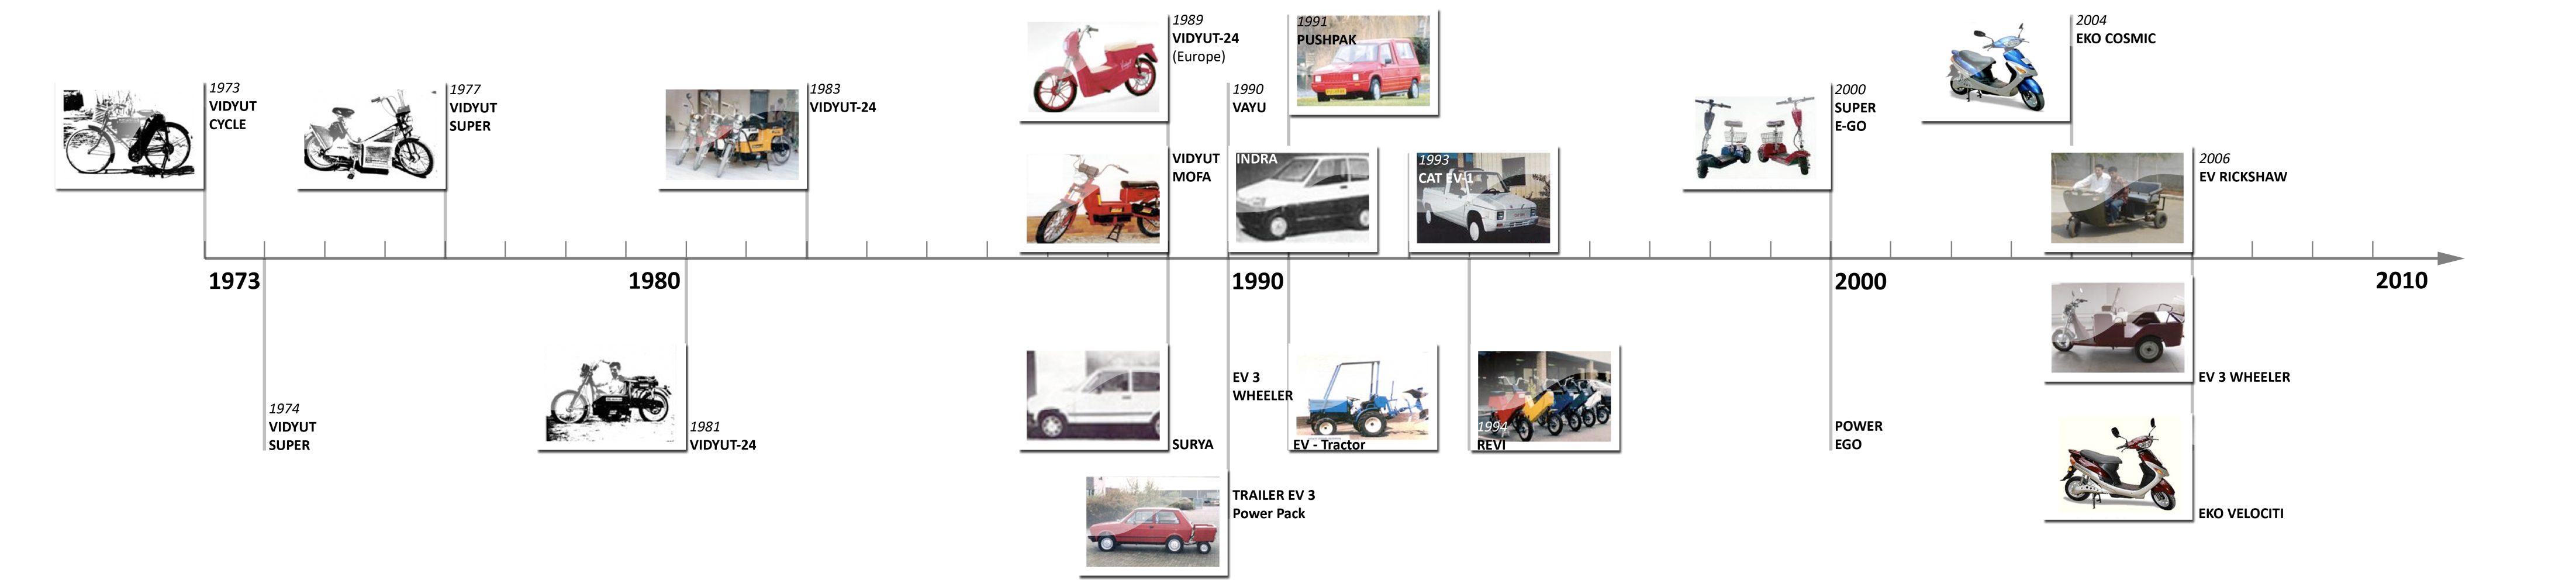 1973
VIDYUT
CYCLE
1977
VIDYUT
SUPER
1983
VIDYUT-24
1989
VIDYUT-24
(Europe)
1990
VAYU
1991
PUSHPAK
2000
SUPER
E-GO
2004
EKO COSMIC
VIDYUT
MOFA
INDRA
1993
CAT EV-1
2006
EV RICKSHAW
1973
1980
1990
2000
2010
1974
VIDYUT
SUPER
1981
VIDYUT-24
SURYA
EV 3
WHEELER
EV - Tractor
1994
REVI
POWER
EGO
EV 3 WHEELER
TRAILER EV 3
Power Pack
EKO VELOCITI